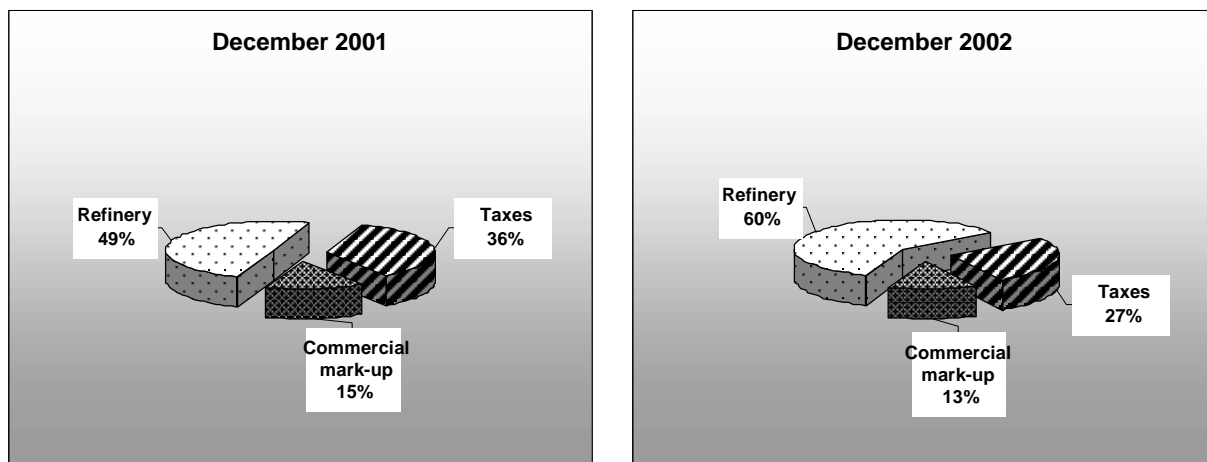 December 2001
Refinery
49%
Taxes
36%
Commercial
mark-up
15%
December 2002
Refinery
60%
Taxes
27%
Commercial
mark-up
13%